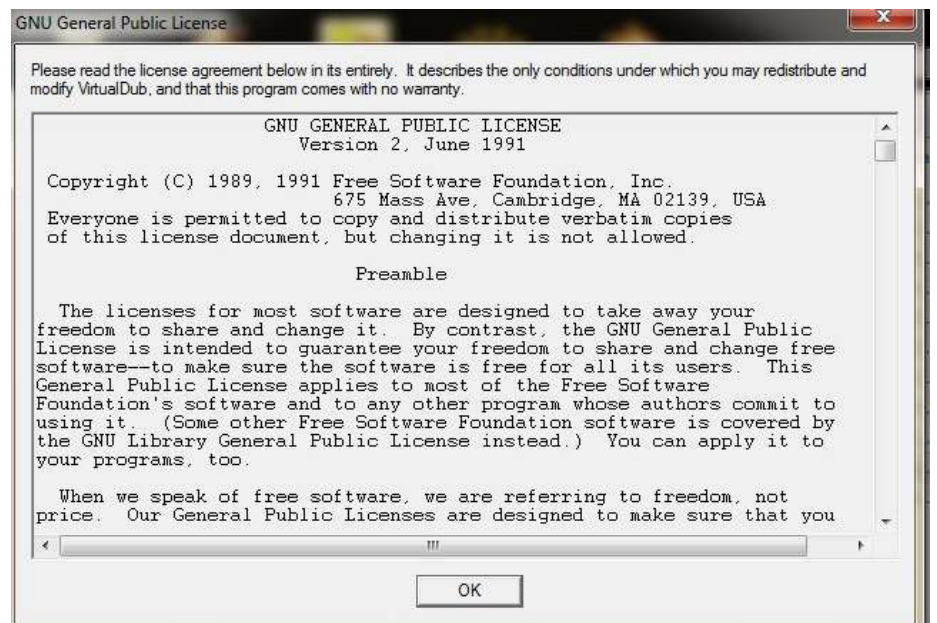 GNU General Public License
Please read the license agreement below in its entirely. It describes the only conditions under which you may redistribute and
modify VirtualDub, and that this program comes with no warranty.
GNU GENERAL PUBLIC LICENSE
Version 2, June 1991
Copyright (C) 1989, 1991 Free Software Foundation, Inc.
675 Mass Ave, Cambridge, MA 02139, USA
Everyone is permitted to copy and distribute verbatim copies
of this license document, but changing it is not allowed.
Preamble
The licenses for most software are designed to take away your
freedom to share and change it. By contrast, the GNU General Public
License is intended to guarantee your freedom to share and change free
software--to make sure the software is free for all its users. This
General Public License applies to most of the Free Software
Foundation's software and to any other program whose authors commit to
using it. (Some other Free Software Foundation software is covered by
the GNU Library General Public License instead.) You can apply it to
your programs, too.
When we speak of free software, we are referring to freedom, not
price. Our General Public Licenses are designed to make sure that you
OK